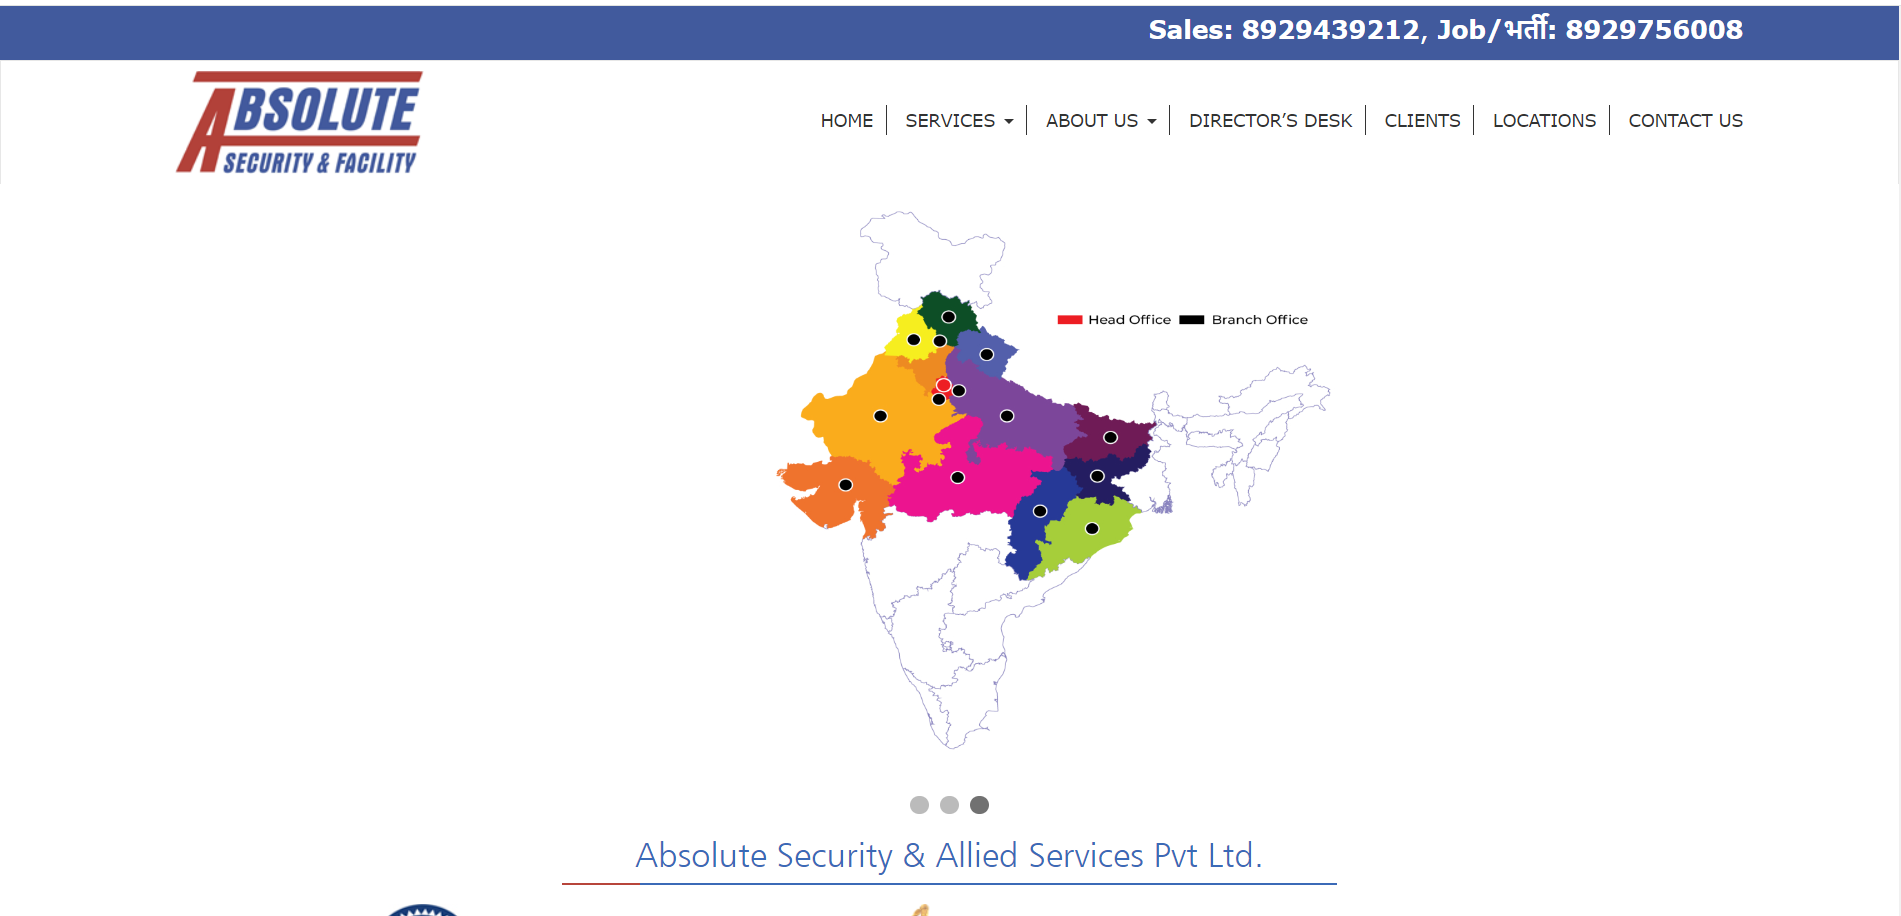 Sales: 8929439212, Job/भर्ती: 8929756008
ABSOLUTE
SECURITY & FACILITY
HOME
SERVICES
ABOUT US
DIRECTOR’S DESK
CLIENTS
LOCATIONS
CONTACT US
Head Office
Branch Office
Absolute Security & Allied Services Pvt Ltd.